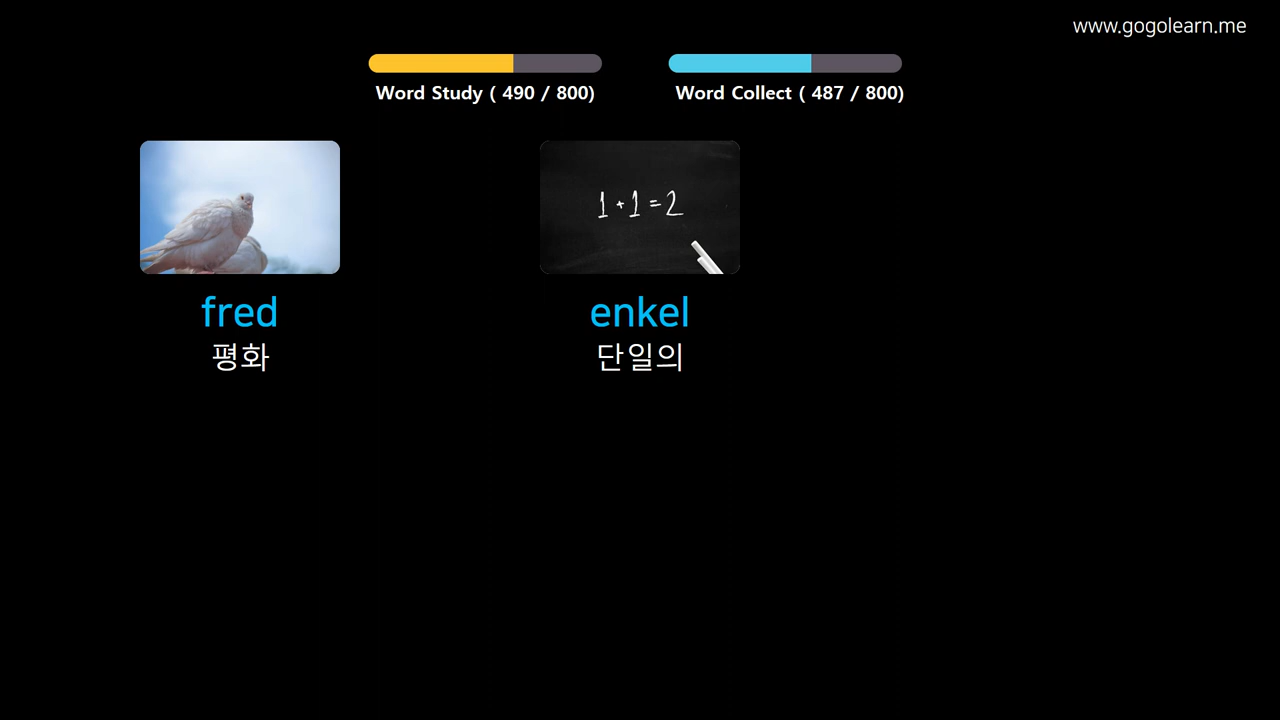 www.gogolearn.me
Word Study ( 490 / 800)
Word Collect ( 487 / 800)
1+1=2
fred
enkel
평화
단일의